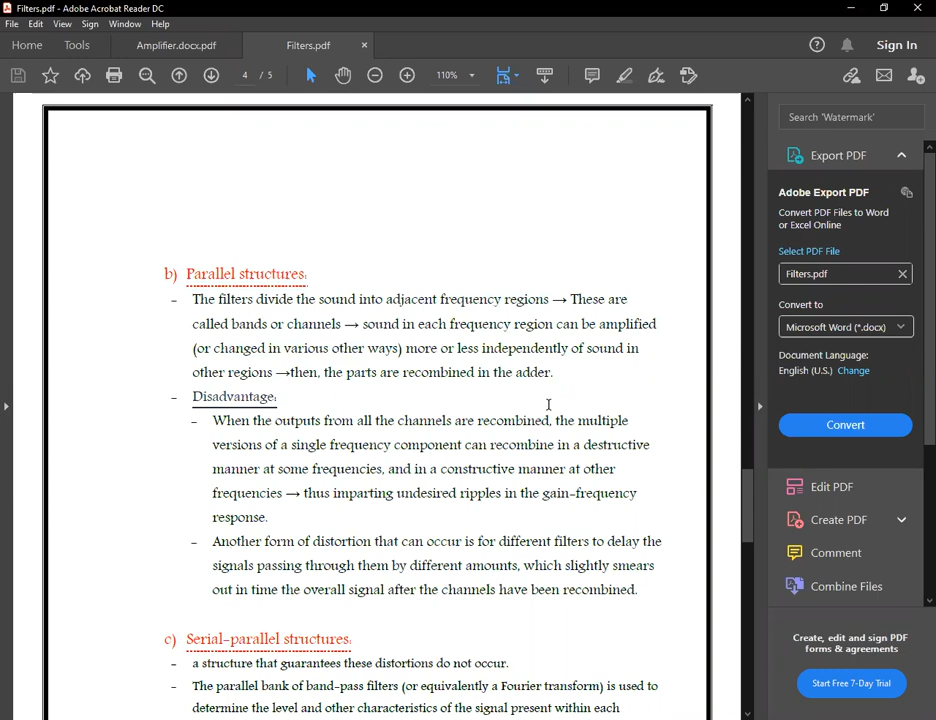 Filters.pdf - Adobe Acrobat Reader DC
File Edit View Sign Window Help
Home Tools Amplifier.docx.pdf Filters.pdf × ? Sign In
4 / 5 110%
Search 'Watermark'
Export PDF
Adobe Export PDF
Convert PDF Files to Word
or Excel Online
Select PDF File
Filters.pdf
Convert to
Microsoft Word (*.docx)
Document Language:
English (U.S.) Change
Convert
Edit PDF
Create PDF
Comment
Combine Files
Create, edit and sign PDF
forms & agreements
Start Free 7-Day Trial
b) Parallel structures:
- The filters divide the sound into adjacent frequency regions → These are
called bands or channels → sound in each frequency region can be amplified
(or changed in various other ways) more or less independently of sound in
other regions →then, the parts are recombined in the adder.
- Disadvantage:
- When the outputs from all the channels are recombined, the multiple
versions of a single frequency component can recombine in a destructive
manner at some frequencies, and in a constructive manner at other
frequencies → thus imparting undesired ripples in the gain-frequency
response.
- Another form of distortion that can occur is for different filters to delay the
signals passing through them by different amounts, which slightly smears
out in time the overall signal after the channels have been recombined.
c) Serial-parallel structures:
- a structure that guarantees these distortions do not occur.
- The parallel bank of band-pass filters (or equivalently a Fourier transform) is used to
determine the level and other characteristics of the signal present within each